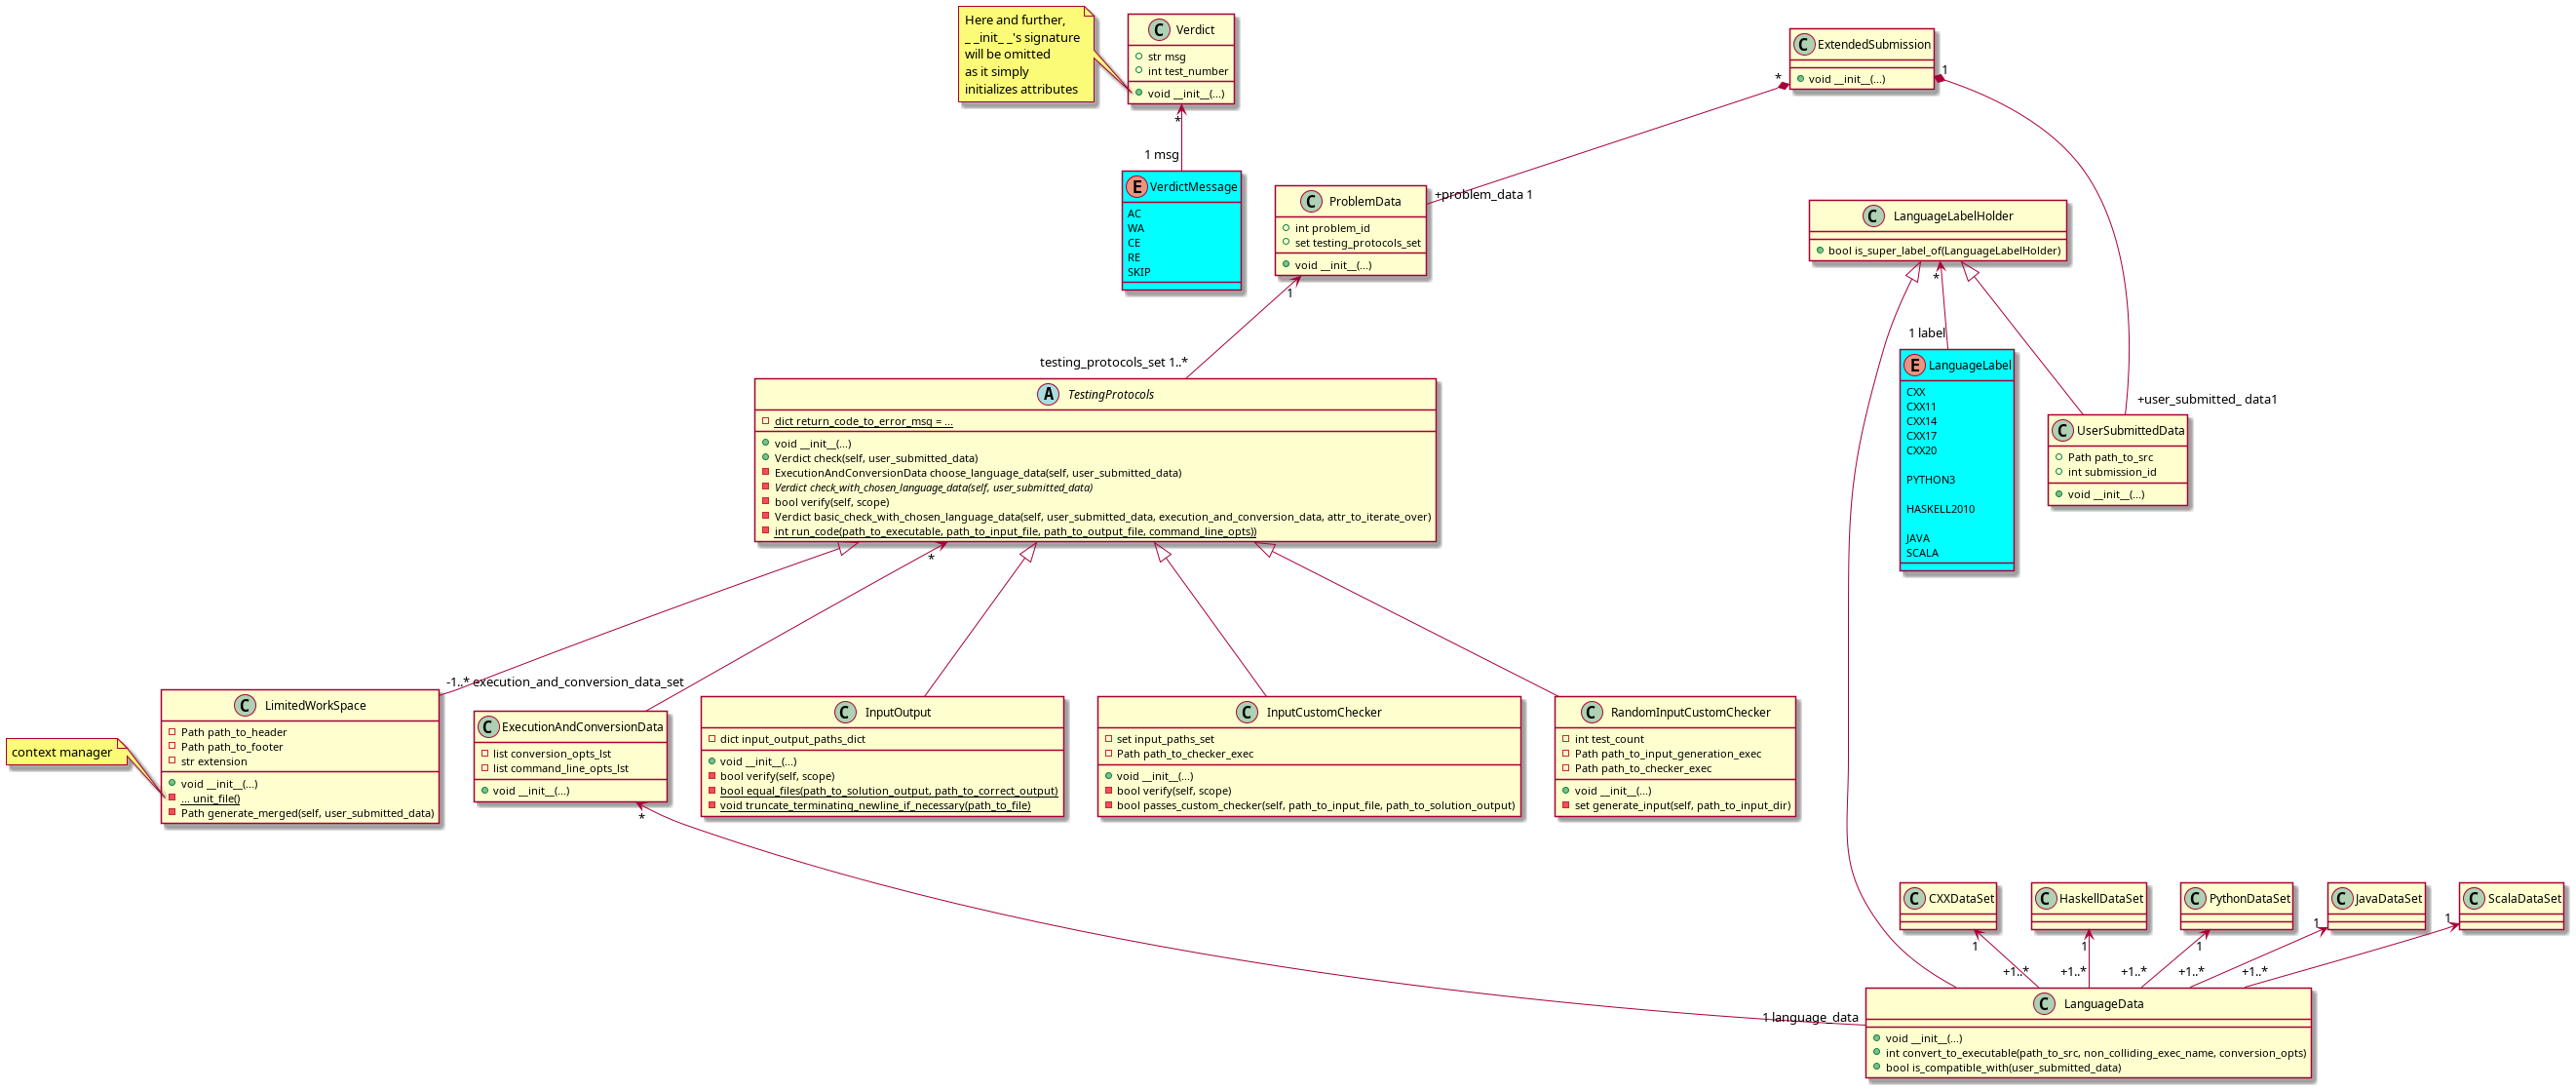 Here and further,
_ _init_ _'s signature
will be omitted
as it simply
initializes attributes
C Verdict
str msg
int test_number
void __init__(...)
*
1 msg
E VerdictMessage
AC
WA
CE
RE
SKIP
C ExtendedSubmission
void __init__(...)
*
1
+problem_data 1
C ProblemData
int problem_id
set testing_protocols_set
void __init__(...)
1
testing_protocols_set 1..*
C LanguageLabelHolder
bool is_super_label_of(LanguageLabelHolder)
*
1 label
E LanguageLabel
CXX
CXX11
CXX14
CXX17
CXX20
PYTHON3
HASKELL2010
JAVA
SCALA
+user_submitted_ data1
C UserSubmittedData
Path path_to_src
int submission_id
void __init__(...)
A TestingProtocols
dict return_code_to_error_msg = ...
void __init__(...)
Verdict check(self, user_submitted_data)
ExecutionAndConversionData choose_language_data(self, user_submitted_data)
Verdict check_with_chosen_language_data(self, user_submitted_data)
bool verify(self, scope)
Verdict basic_check_with_chosen_language_data(self, user_submitted_data, execution_and_conversion_data, attr_to_iterate_over)
int run_code(path_to_executable, path_to_input_file, path_to_output_file, command_line_opts))
*
-1..* execution_and_conversion_data_set
context manager
C LimitedWorkSpace
Path path_to_header
Path path_to_footer
str extension
void __init__(...)
... unit_file()
Path generate_merged(self, user_submitted_data)
C ExecutionAndConversionData
list conversion_opts_lst
list command_line_opts_lst
void __init__(...)
*
C InputOutput
dict input_output_paths_dict
void __init__(...)
bool verify(self, scope)
bool equal_files(path_to_solution_output, path_to_correct_output)
void truncate_terminating_newline_if_necessary(path_to_file)
C InputCustomChecker
set input_paths_set
Path path_to_checker_exec
void __init__(...)
bool verify(self, scope)
bool passes_custom_checker(self, path_to_input_file, path_to_solution_output)
C RandomInputCustomChecker
int test_count
Path path_to_input_generation_exec
Path path_to_checker_exec
void __init__(...)
set generate_input(self, path_to_input_dir)
C CXXDataSet
C HaskellDataSet
C PythonDataSet
C JavaDataSet
C ScalaDataSet
1
1
1
1
1
+1..*
+1..*
+1..*
+1..*
+1..*
1 language_data
C LanguageData
void __init__(...)
int convert_to_executable(path_to_src, non_colliding_exec_name, conversion_opts)
bool is_compatible_with(user_submitted_data)